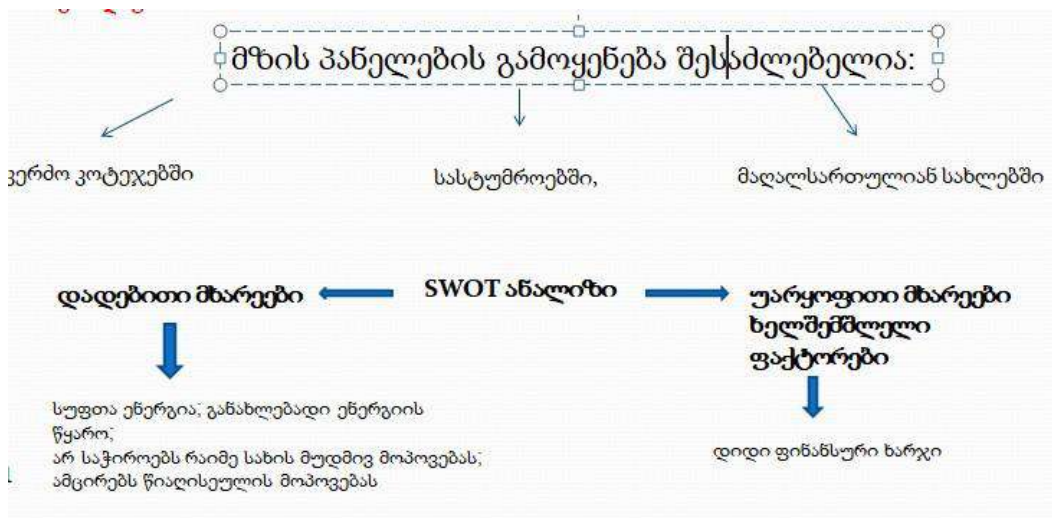 მზის პანელების გამოყენება შესაძლებელია:
კოტეჯებში
სასტუმროებში,
მაღალსართულიან სახლებში
დადებითი მხარეები
SWOT ანალიზი
უარყოფითი მხარეები
ხელშემშლელი
ფაქტორები
სუფთა ენერგია; განახლებადი ენერგიის
წყარო;
არ საჭიროებს რაიმე სახის მუდმივ მოპოვებას;
ამცირებს წიაღისეულის მოპოვებას
დიდი ფინანსური ხარჯი